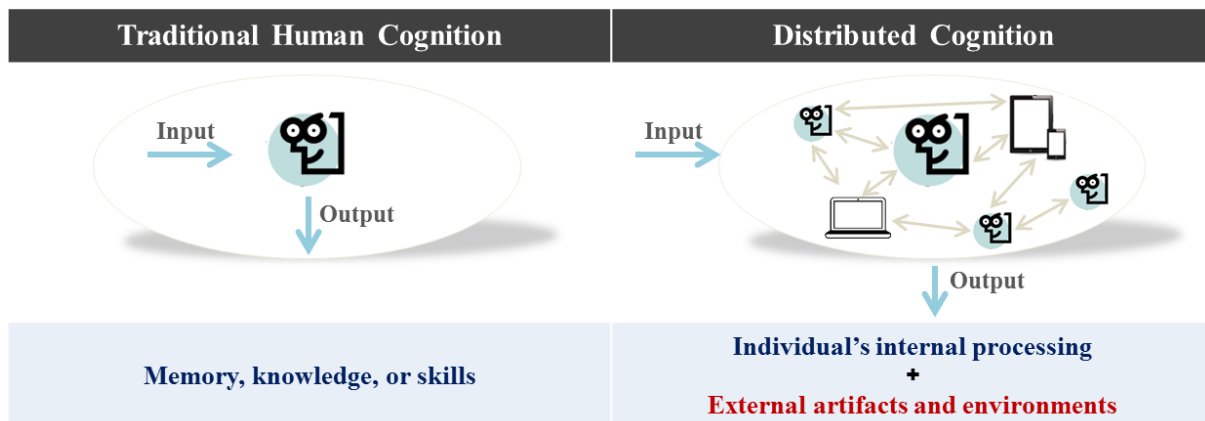 Traditional Human Cognition
Distributed Cognition
Input
Output
Input
Output
Memory, knowledge, or skills
Individual's internal processing
+
External artifacts and environments